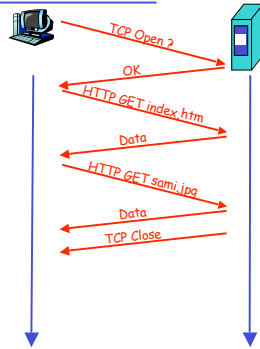 TCP Open ?
OK
HTTP GET index.htm
Data
HTTP GET sami.jpg
Data
TCP Close